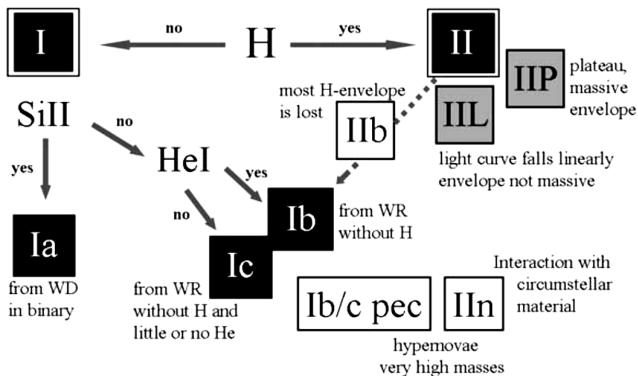 I
no
H
yes
II
IIP
plateau,
massive
envelope
most H-envelope
is lost
IIb
IIL
SiII
no
HeI
yes
light curve falls linearly
envelope not massive
yes
no
Ib
from WR
without H
Ia
Ic
from WD
in binary
from WR
without H and
little or no He
Ib/c pec
IIn
Interaction with
circumstellar
material
hypernovae
very high masses